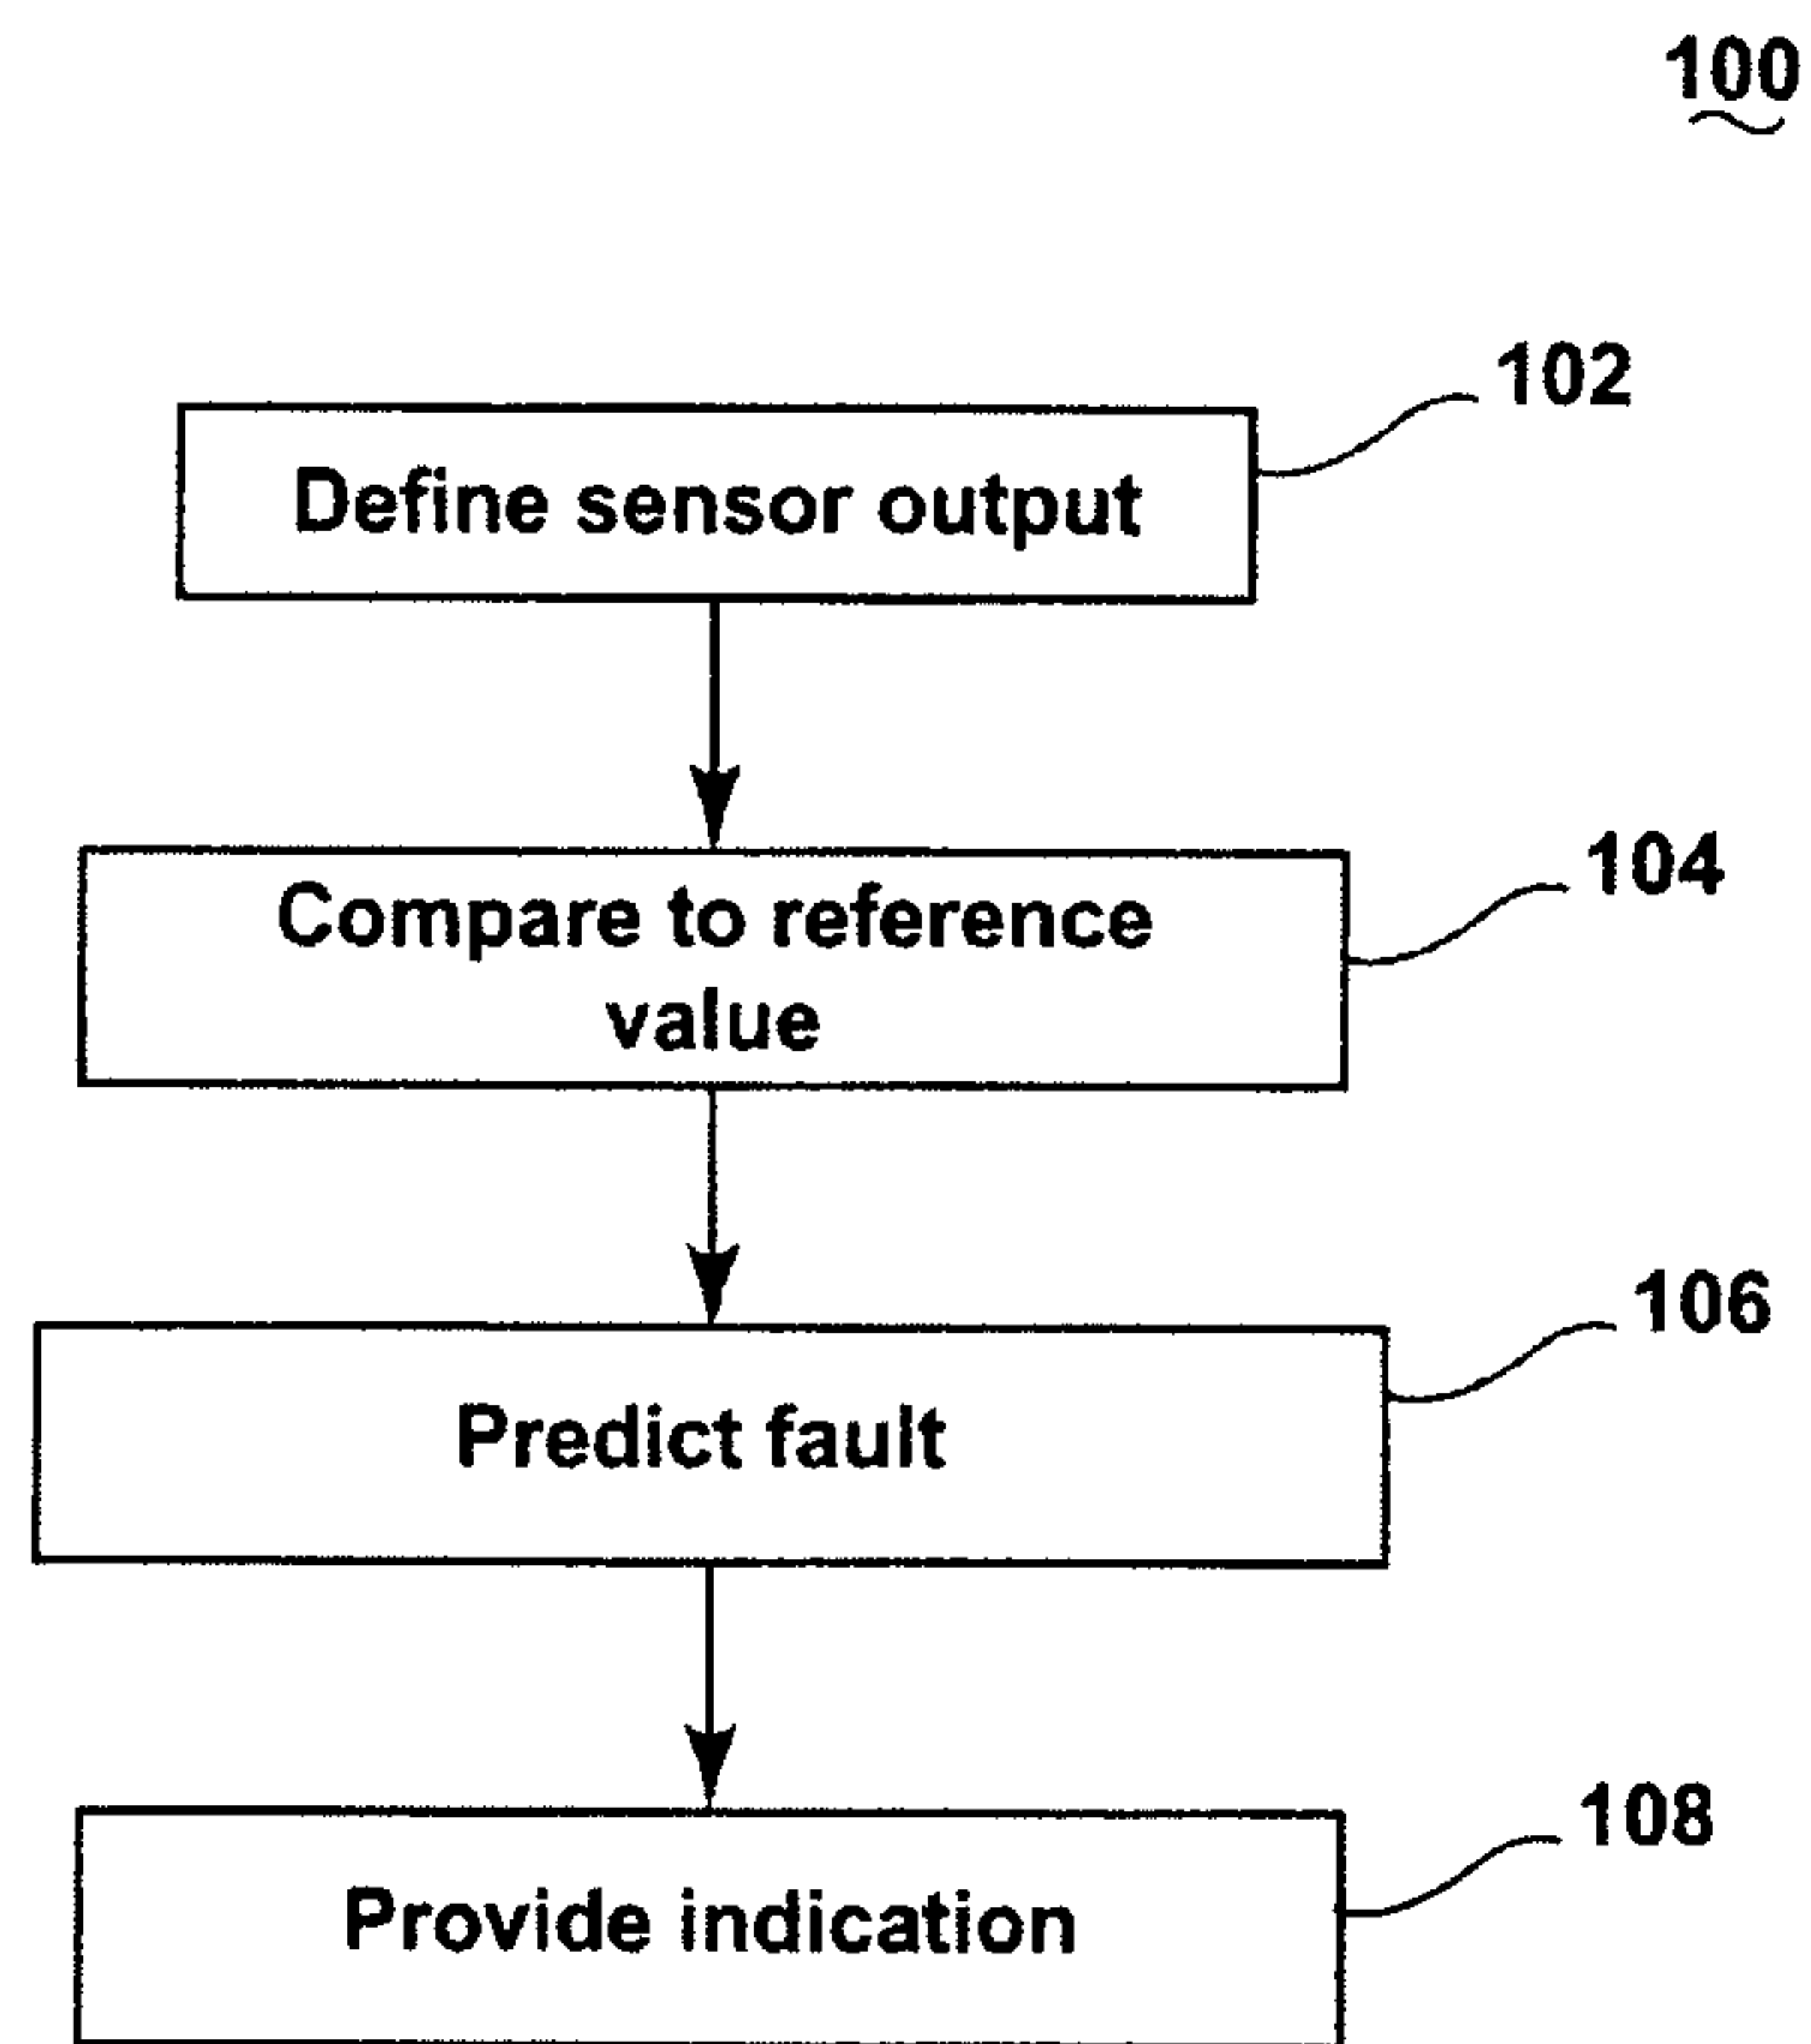 100
102
Define sensor output
104
Compare to reference
value
106
Predict fault
108
Provide indication